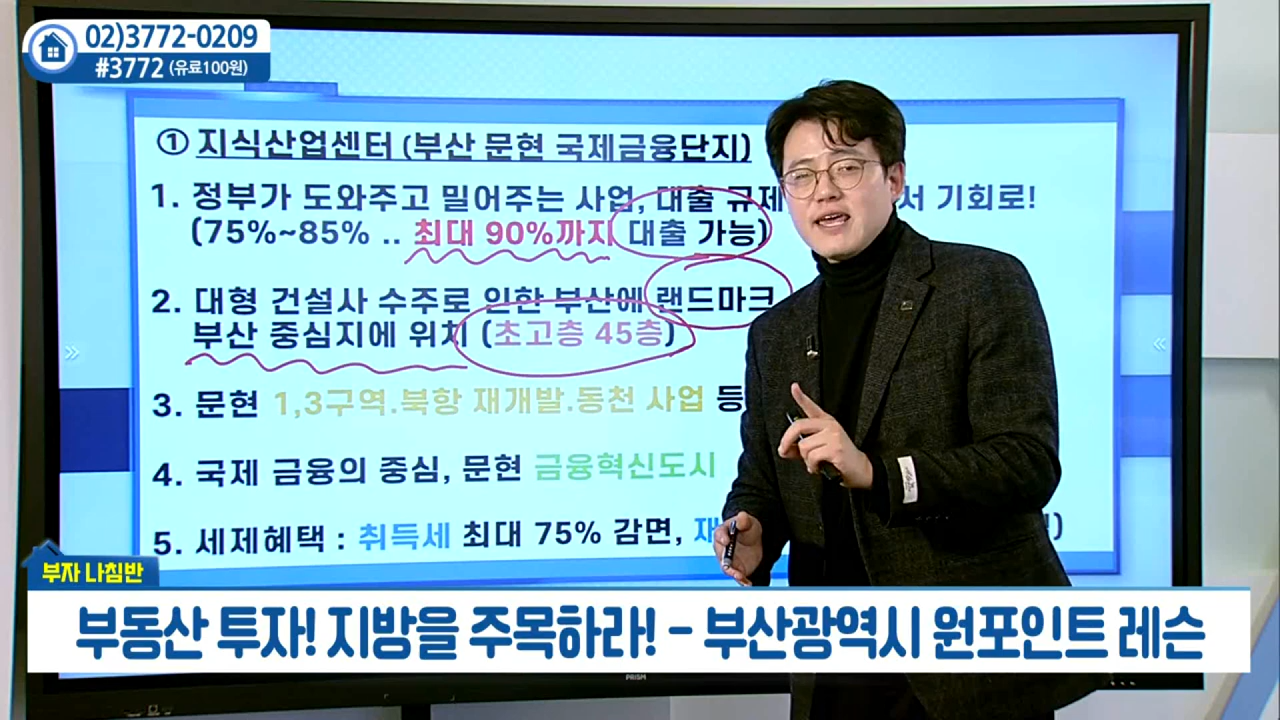 02)3772-0209
#3772 (유료100원)
① 지식산업센터 (부산 문현 국제금융단지)
1. 정부가 도와주고 밀어주는 사업, 대출 규제 서 기회로!
(75%~85% .. 최대 90%까지 대출 가능)
2. 대형 건설사 수주로 인한 부산에 랜드마크
부산 중심지에 위치 (초고층 45층)
3. 문현 1,3구역.북항 재개발.동천 사업 등
4. 국제 금융의 중심, 문현 금융혁신도시
5. 세제혜택 : 취득세 최대 75% 감면, 재 )
부자 나침반
부동산 투자! 지방을 주목하라! - 부산광역시 원포인트 레슨
PRISM